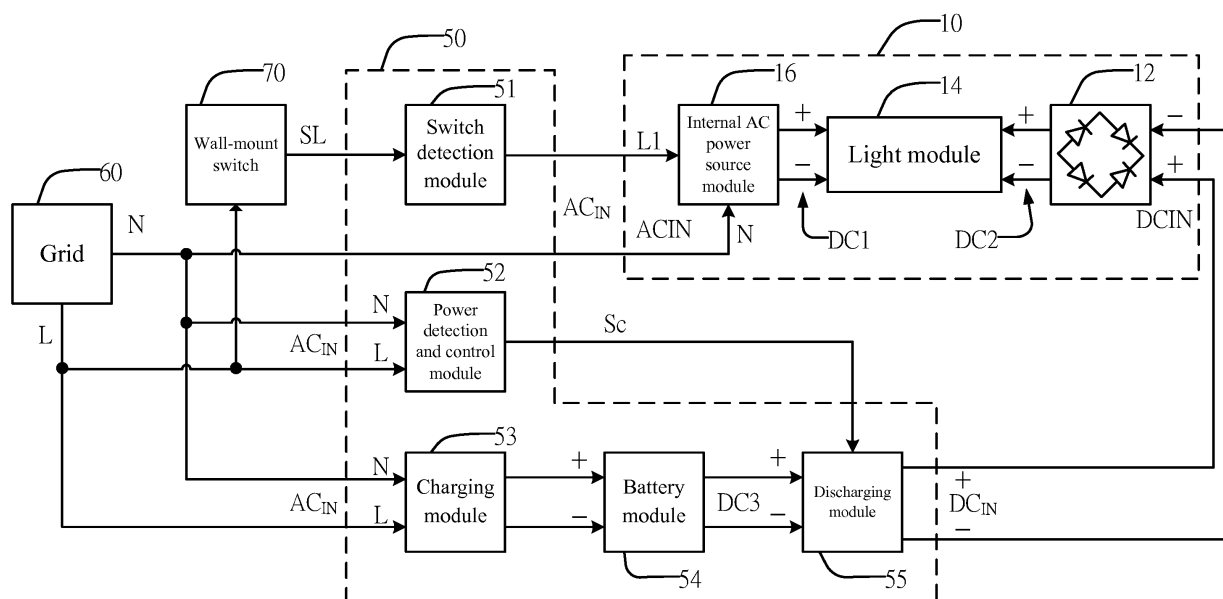 50
10
70
51
16
14
12
Wall-mount
switch
SL
Switch
detection
module
L1
Internal AC
power
source
module
+
−
Light module
+
−
−
+
60
Grid
N
AC_IN
ACIN
N
DC1
DC2
DCIN
L
52
N
AC_IN
L
Power
detection
and control
module
Sc
53
N
AC_IN
L
Charging
module
+
−
Battery
module
+
DC3
−
Discharging
module
+
DC_IN
−
54
55